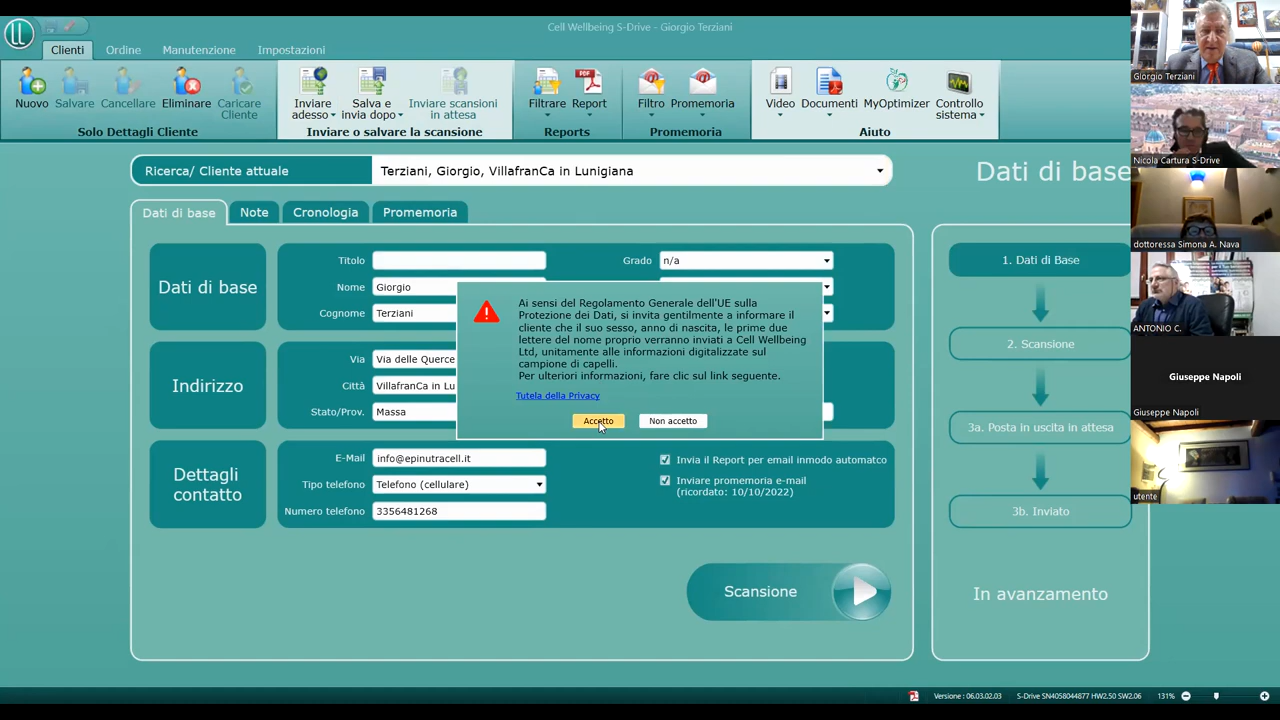 Cell Wellbeing S-Drive - Giorgio Terziani
Clienti
Ordine
Manutenzione
Impostazioni
Nuovo
Salvare
Cancellare
Eliminare
Caricare
Cliente
Solo Dettagli Cliente
Inviare
adesso
Salva e
invia dopo
Inviare scansioni
in attesa
Inviare o salvare la scansione
Filtrare
PDF
Report
Reports
Filtro
Promemoria
Promemoria
Video
Documenti
MyOptimizer
Controllo
sistema
Aiuto
Ricerca/ Cliente attuale
Terziani, Giorgio, VillafranCa in Lunigiana
Dati di base
Dati di base
Note
Cronologia
Promemoria
Dati di base
Titolo
Grado
n/a
Nome
Giorgio
Cognome
Terziani
Indirizzo
Via
Via delle Querce
Città
VillafranCa in Lu
Stato/Prov.
Massa
Dettagli
contatto
E-Mail
info@epinutracell.it
Tipo telefono
Telefono (cellulare)
Numero telefono
3356481268
Invia il Report per email inmodo automatco
Inviare promemoria e-mail
(ricordato: 10/10/2022)
Ai sensi del Regolamento Generale dell'UE sulla
Protezione dei Dati, si invita gentilmente a informare il
cliente che il suo sesso, anno di nascita, le prime due
lettere del nome proprio verranno inviati a Cell Wellbeing
Ltd, unitamente alle informazioni digitalizzate sul
campione di capelli.
Per ulteriori informazioni, fare clic sul link seguente.
Tutela della Privacy
Accetto
Non accetto
Scansione
1. Dati di Base
2. Scansione
3a. Posta in uscita in attesa
3b. Inviato
In avanzamento
Giorgio Terziani
Nicola Cartura S-Drive
dottoressa Simona A. Nava
ANTONIO C.
Giuseppe Napoli
Giuseppe Napoli
utente
Versione : 06.03.02.03
S-Drive SN4058044877 HW2.50 SW2.06
131%